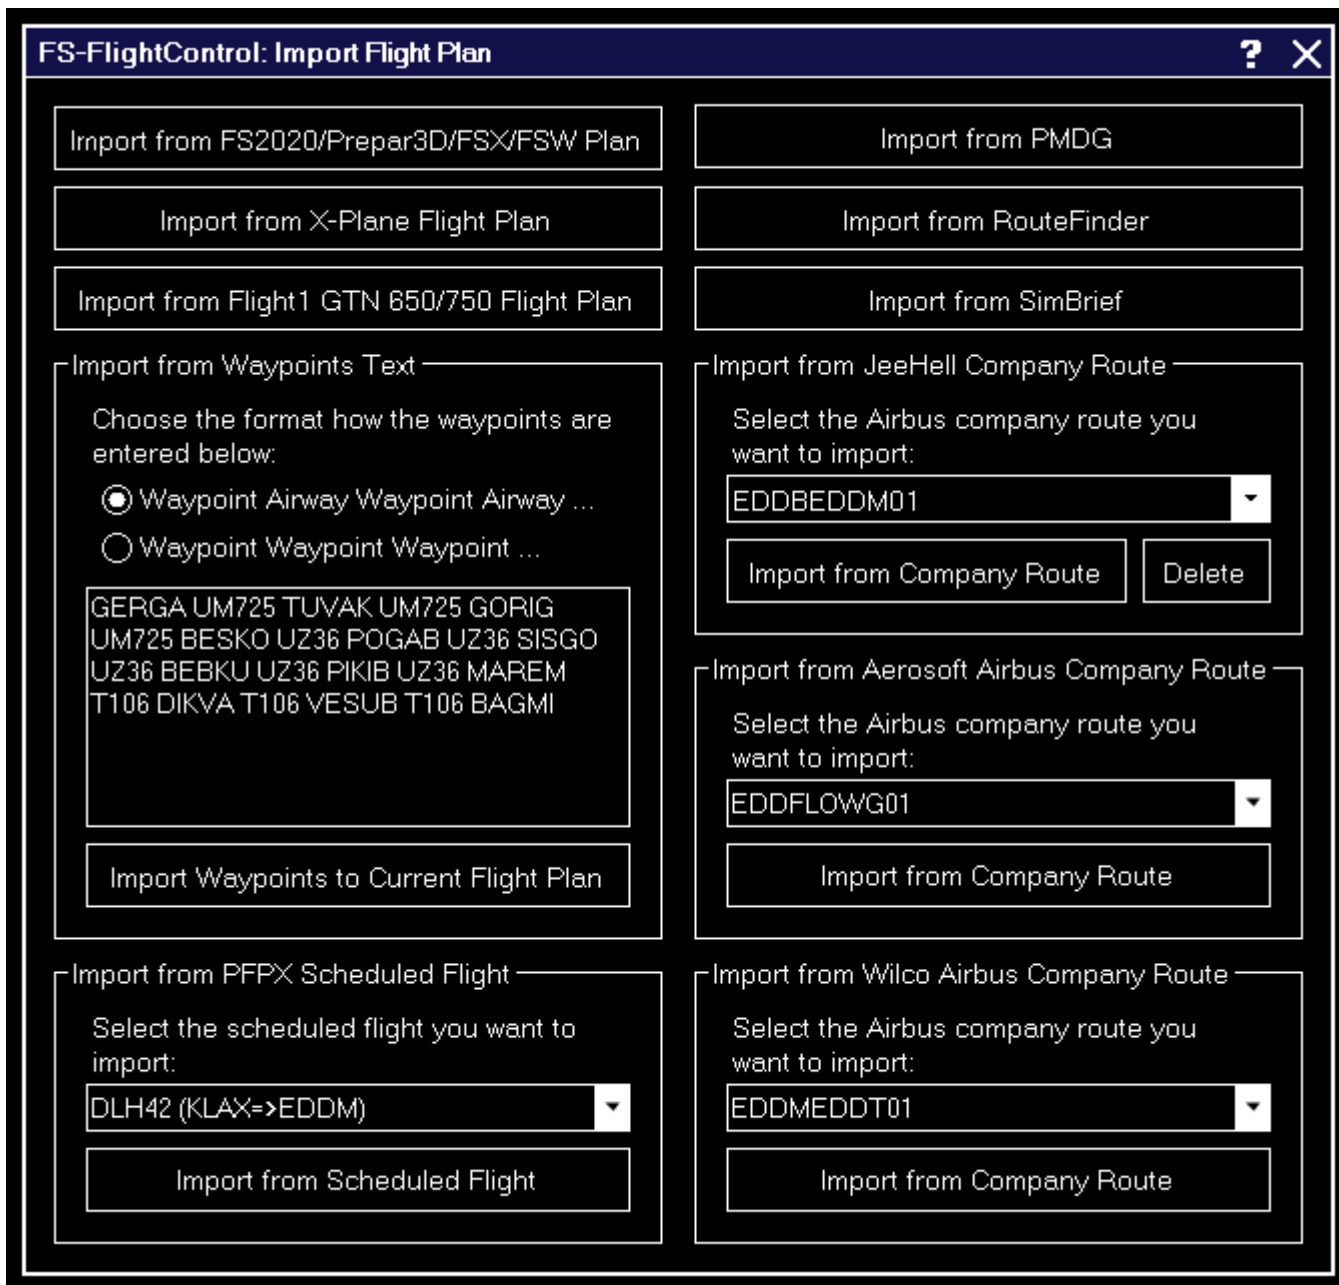 FS-FlightControl: Import Flight Plan
?
Import from FS2020/Prepar3D/FSX/FSW Plan
Import from X-Plane Flight Plan
Import from Flight1 GTN 650/750 Flight Plan
Import from Waypoints Text
Choose the format how the waypoints are
entered below:
Waypoint Airway Waypoint Airway ...
Waypoint Waypoint Waypoint ...
GERGA UM725 TUVAK UM725 GORIG
UM725 BESKO UZ36 POGAB UZ36 SISGO
UZ36 BEBKU UZ36 PIKIB UZ36 MAREM
T106 DIKVA T106 VESUB T106 BAGMI
Import Waypoints to Current Flight Plan
Import from PFPX Scheduled Flight
Select the scheduled flight you want to
import:
DLH42 (KLAX=>EDDM)
Import from Scheduled Flight
Import from PMDG
Import from RouteFinder
Import from SimBrief
Import from JeeHell Company Route
Select the Airbus company route you
want to import:
EDDBEDDM01
Import from Company Route
Delete
Import from Aerosoft Airbus Company Route
Select the Airbus company route you
want to import:
EDDFLOWG01
Import from Company Route
Import from Wilco Airbus Company Route
Select the Airbus company route you
want to import:
EDDMEDDT01
Import from Company Route